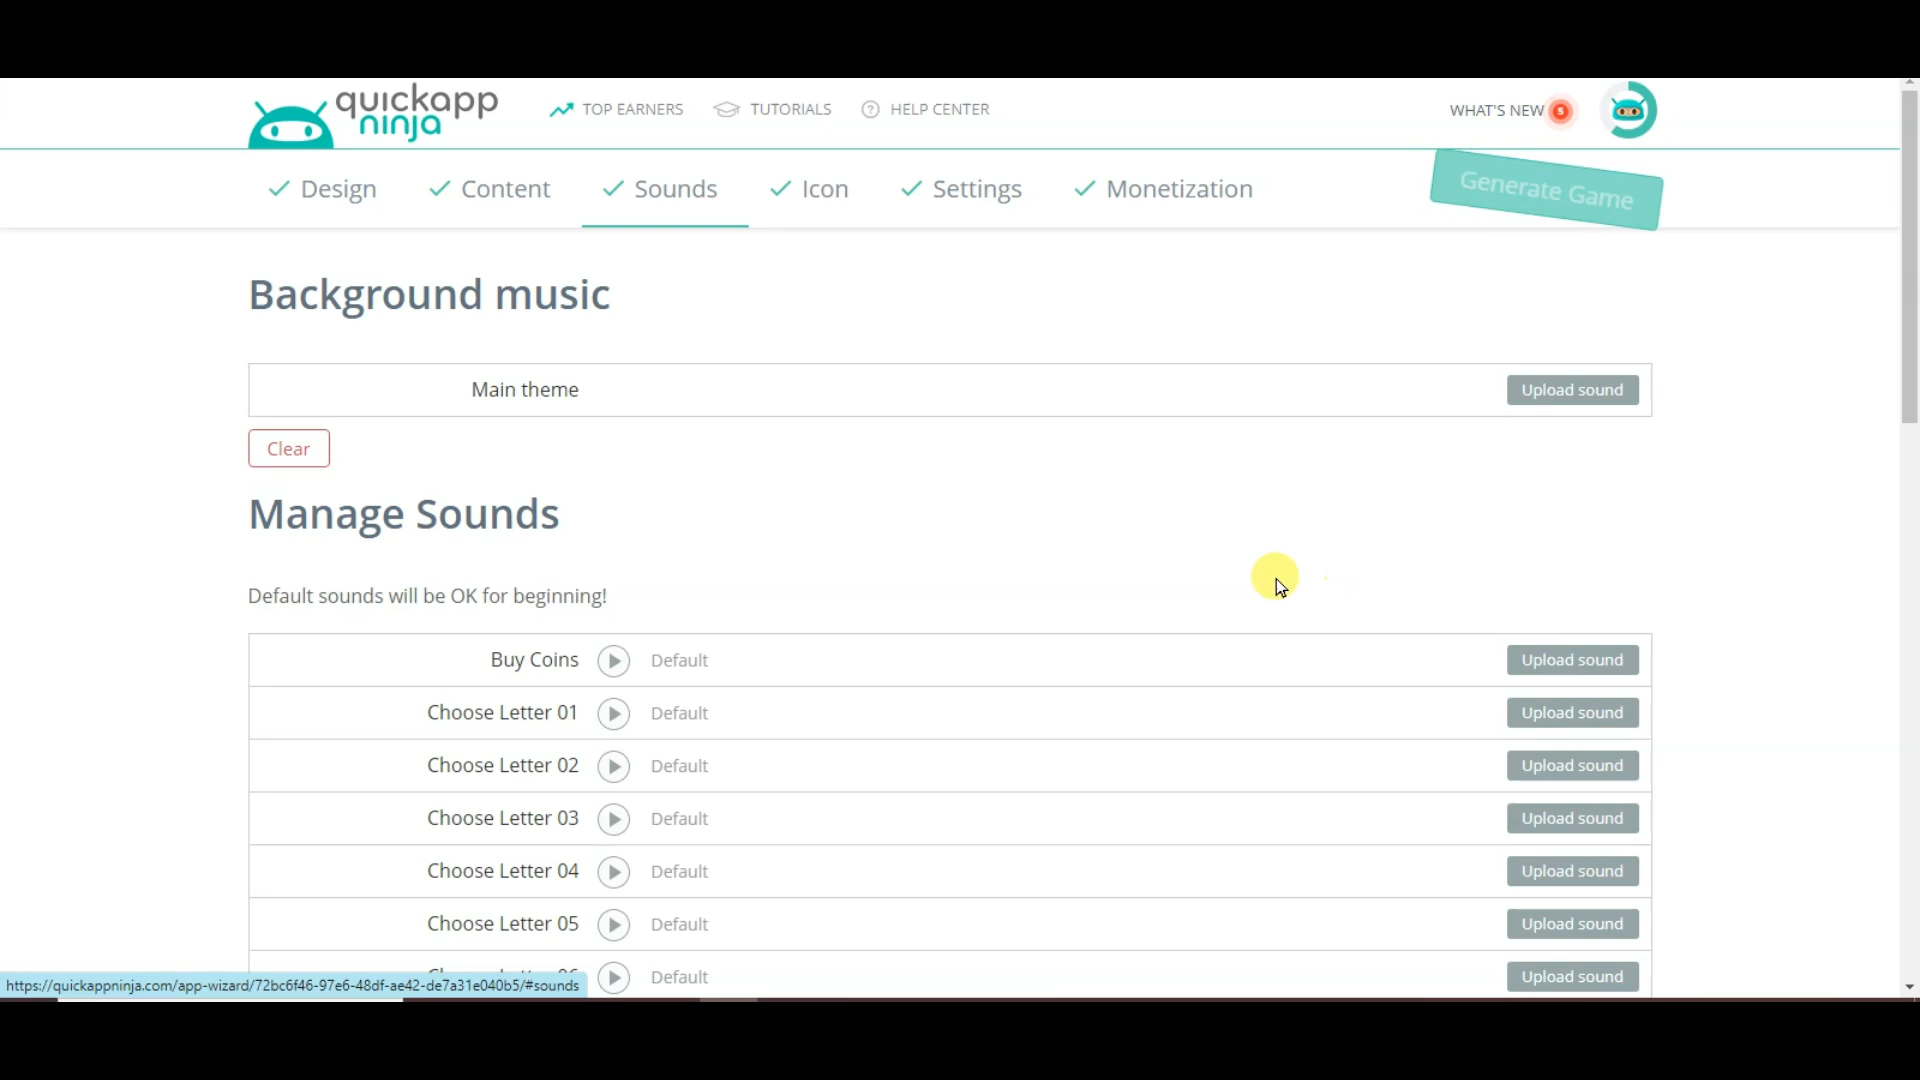 quickapp
ninja
TOP EARNERS
TUTORIALS
? HELP CENTER
WHAT'S NEW 5
Design
Content
Sounds
Icon
Settings
Monetization
Generate Game
Background music
Main theme
Upload sound
Clear
Manage Sounds
Default sounds will be OK for beginning!
Buy Coins Default Upload sound
Choose Letter 01 Default Upload sound
Choose Letter 02 Default Upload sound
Choose Letter 03 Default Upload sound
Choose Letter 04 Default Upload sound
Choose Letter 05 Default Upload sound
Default Upload sound
https://quickappninja.com/app-wizard/72bc6f46-97e6-48df-ae42-de7a31e040b5/#sounds